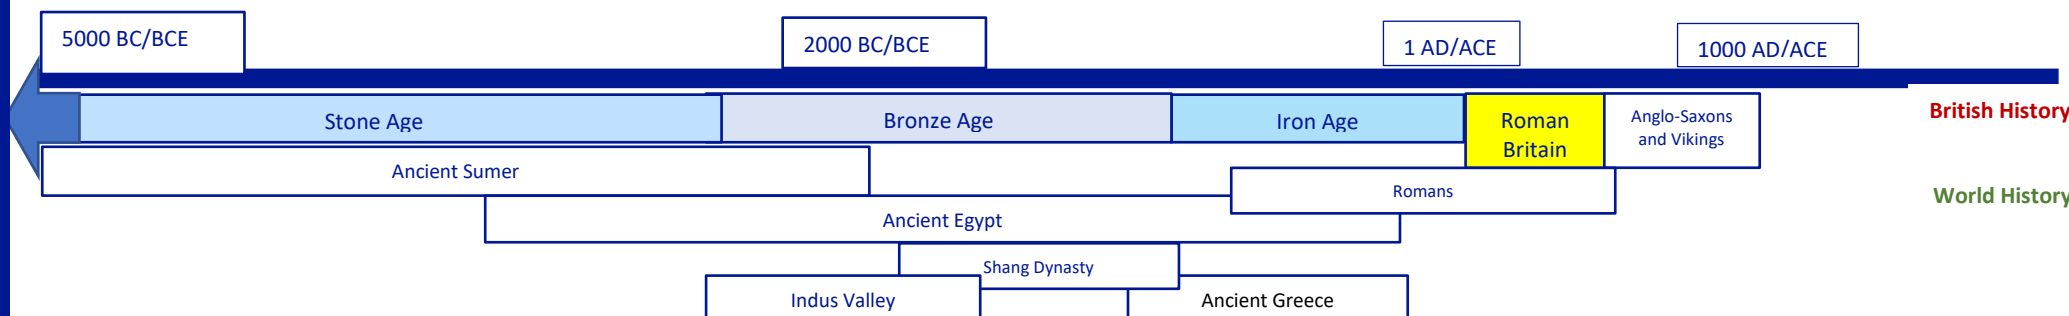 5000 BC/BCE
2000 BC/BCE
1 AD/ACE
1000 AD/ACE
Stone Age
Bronze Age
Iron Age
Roman
Britain
Anglo-Saxons
and Vikings
British History
Ancient Sumer
Romans
World History
Ancient Egypt
Shang Dynasty
Indus Valley
Ancient Greece